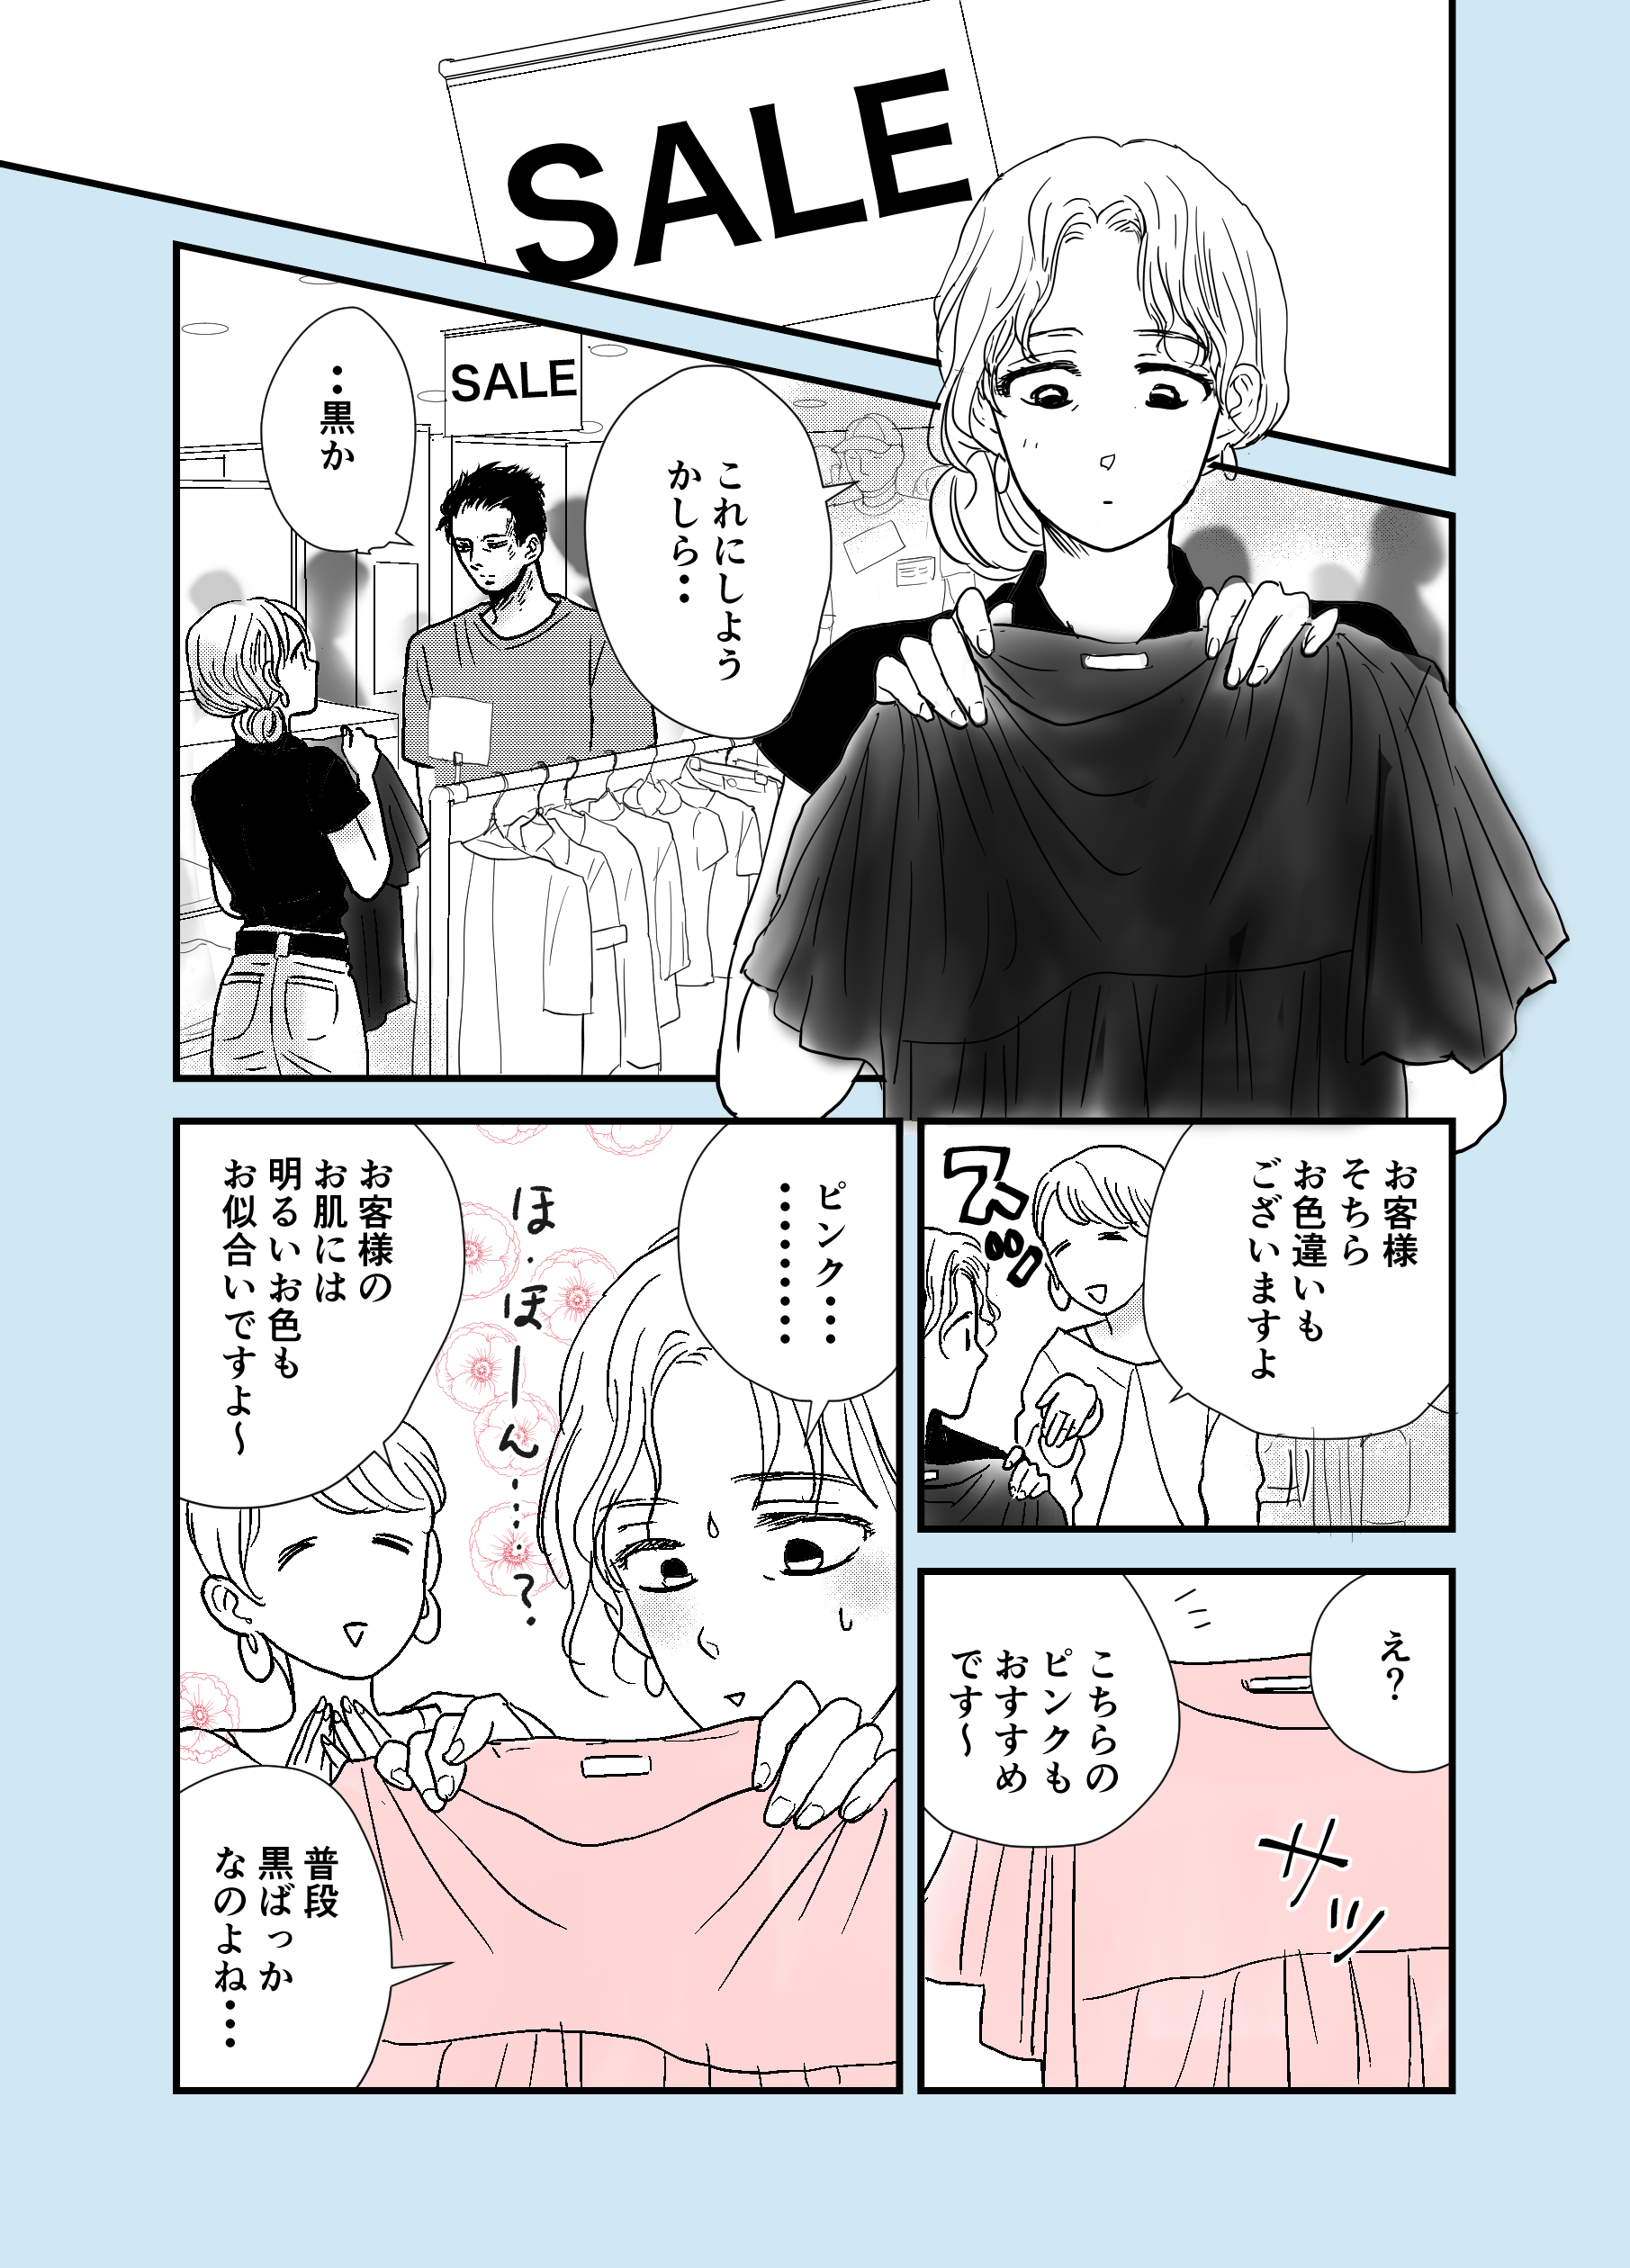 SALE
SALE
これにしよう
かしら・・
・・黒か
お客様
そちら
お色違いも
ございますよ
スッ
え?
こちらの
ピンクも
おすすめ
です〜
サッ
ピンク・・・
・・・・・・・・・
ほ・ほーん……?
お客様の
お肌には
明るいお色も
お似合いですよ〜
普段
黒ばっか
なのよね・・・